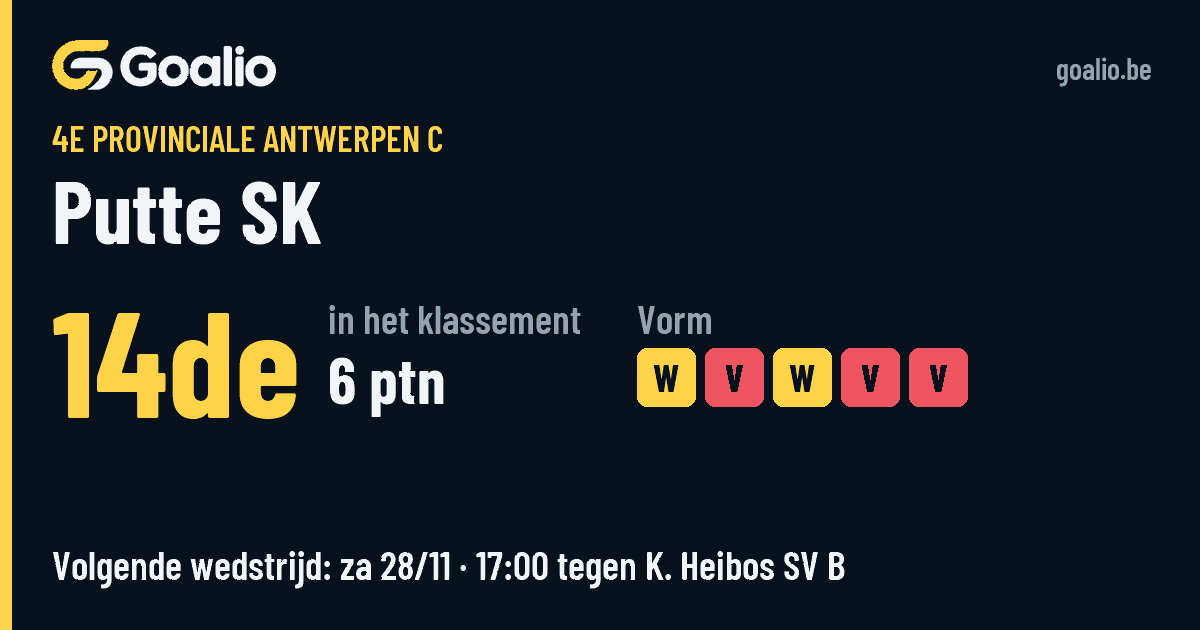 Goalio
goalio.be
4E PROVINCIALE ANTWERPEN C
Putte SK
14de
in het klassement
6 ptn
Vorm
W V W V V
Volgende wedstrijd: za 28/11 · 17:00 tegen K. Heibos SV B